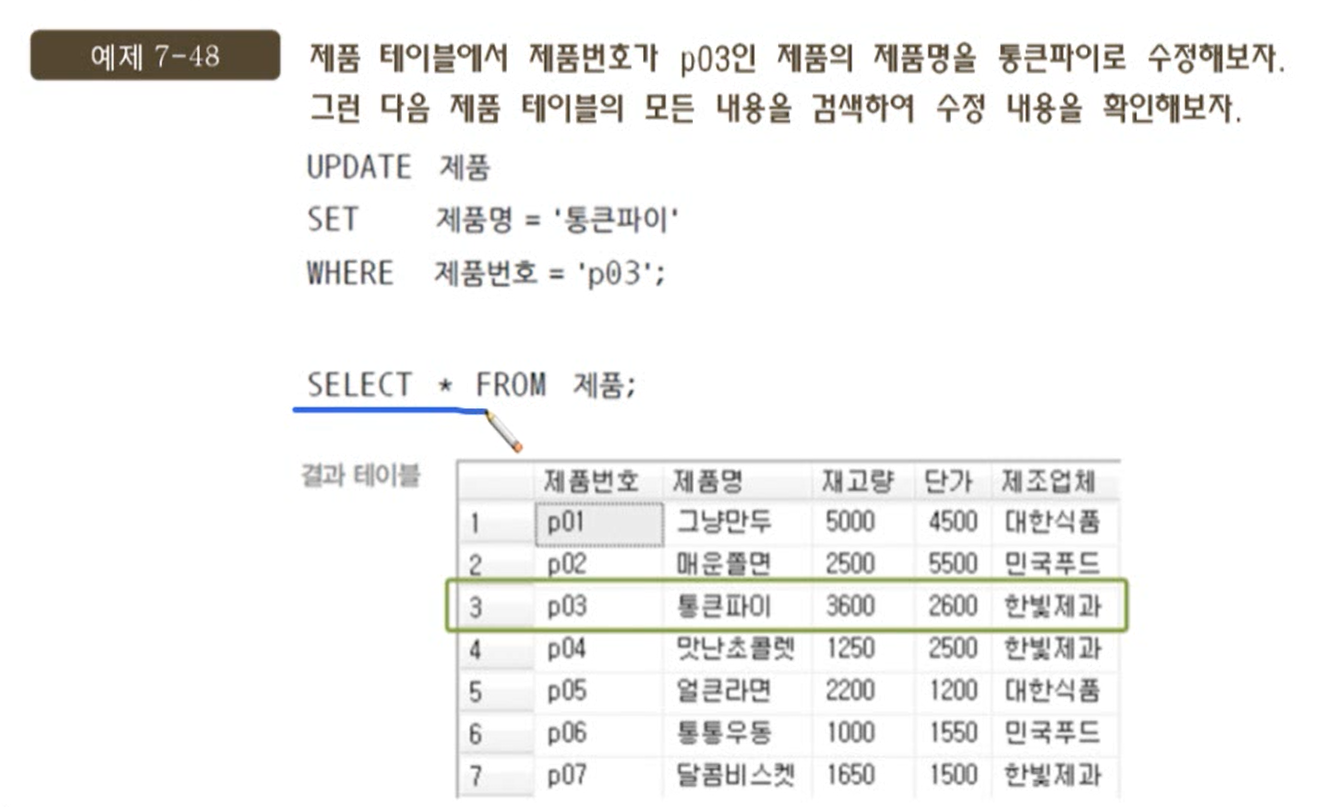 예제 7-48
제품 테이블에서 제품번호가 p03인 제품의 제품명을 통큰파이로 수정해보자.
그런 다음 제품 테이블의 모든 내용을 검색하여 수정 내용을 확인해보자.
UPDATE 제품
SET 제품명 = '통큰파이'
WHERE 제품번호 = 'p03';
SELECT * FROM 제품;
결과 테이블
제품번호 제품명 재고량 단가 제조업체
1 p01 그냥만두 5000 4500 대한식품
2 p02 매운쫄면 2500 5500 민국푸드
3 p03 통큰파이 3600 2600 한빛제과
4 p04 맛난초콜렛 1250 2500 한빛제과
5 p05 얼큰라면 2200 1200 대한식품
6 p06 통통우동 1000 1550 민국푸드
7 p07 달콤비스켓 1650 1500 한빛제과